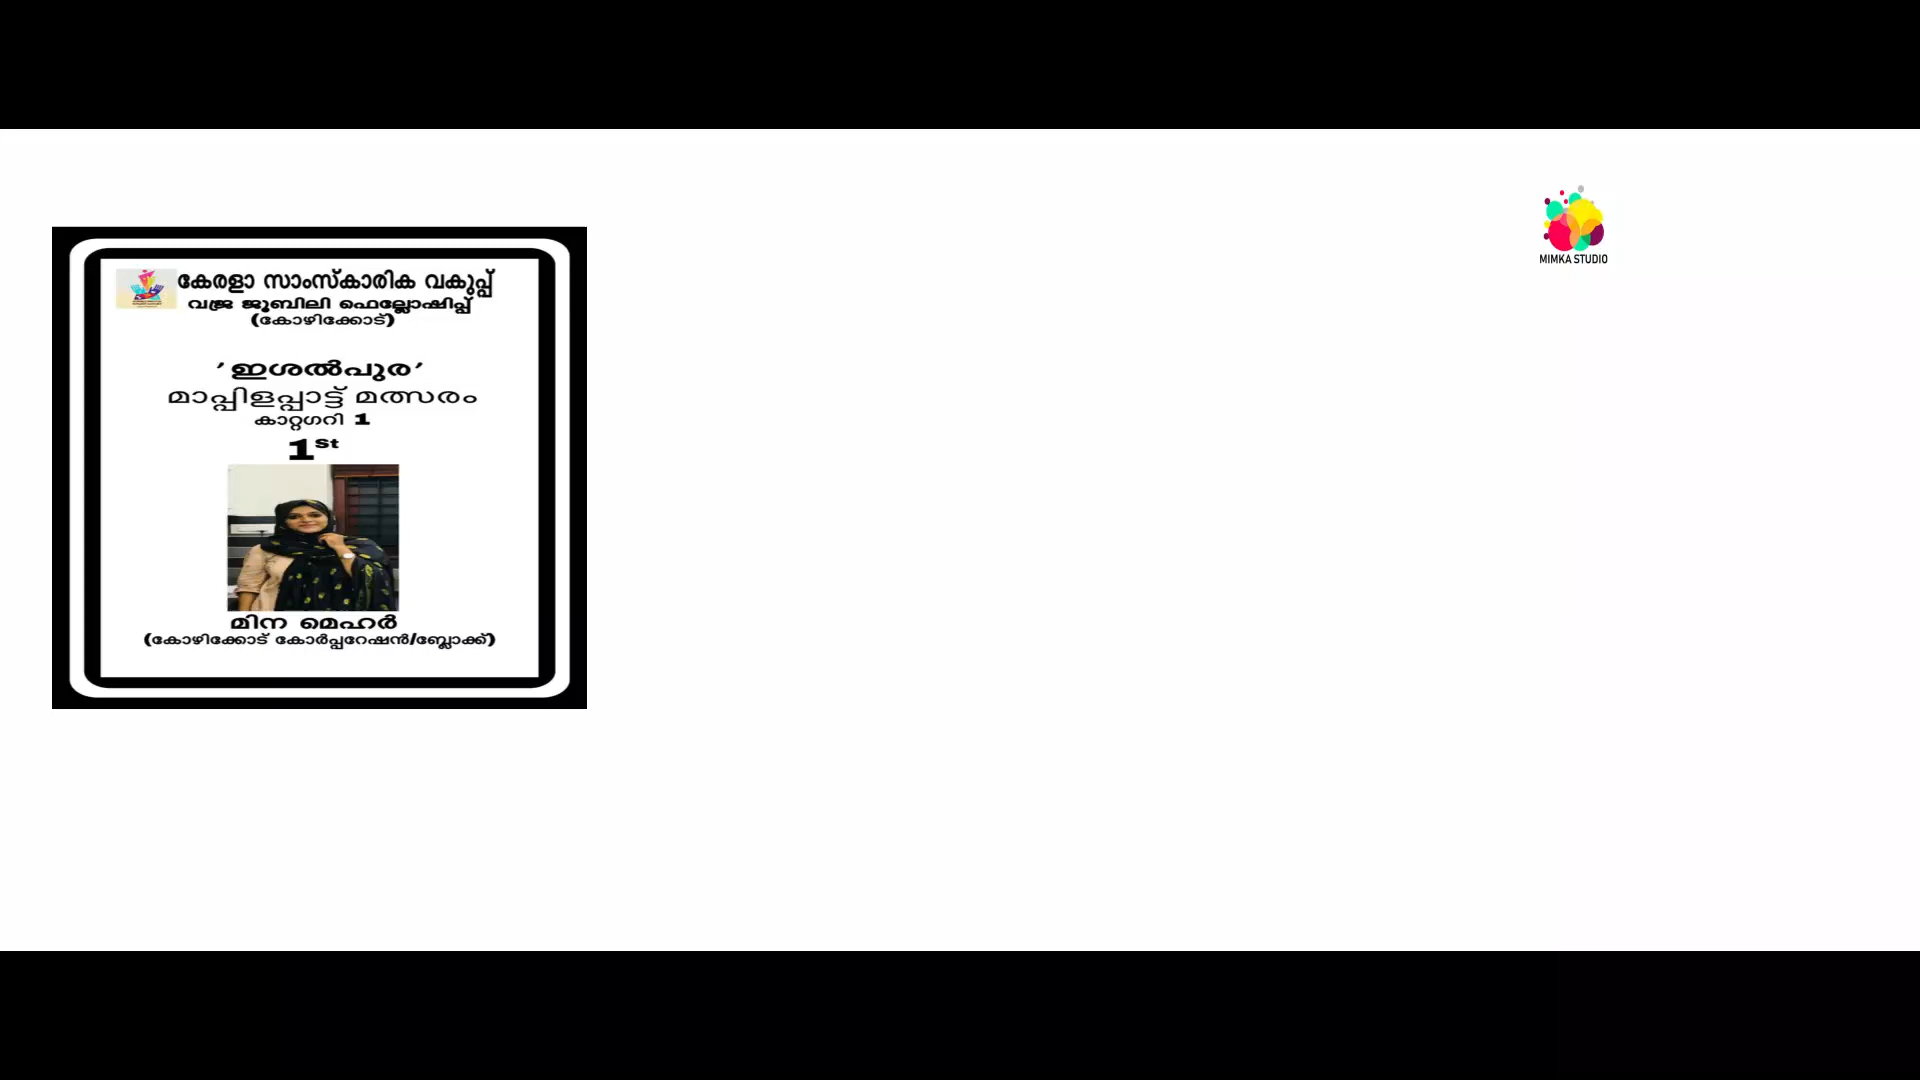 കേരളാ സാംസ്കാരിക വകുപ്പ്
വജ്ര ജൂബിലി ഫെല്ലോഷിപ്പ്
(കോഴിക്കോട്)
'ഇശൽപുര'
മാപ്പിളപ്പാട്ട് മത്സരം
കാറ്റഗറി 1
1st
മിന മെഹർ
(കോഴിക്കോട് കോർപ്പറേഷൻ/ബ്ലോക്ക്)
MIMKA STUDIO